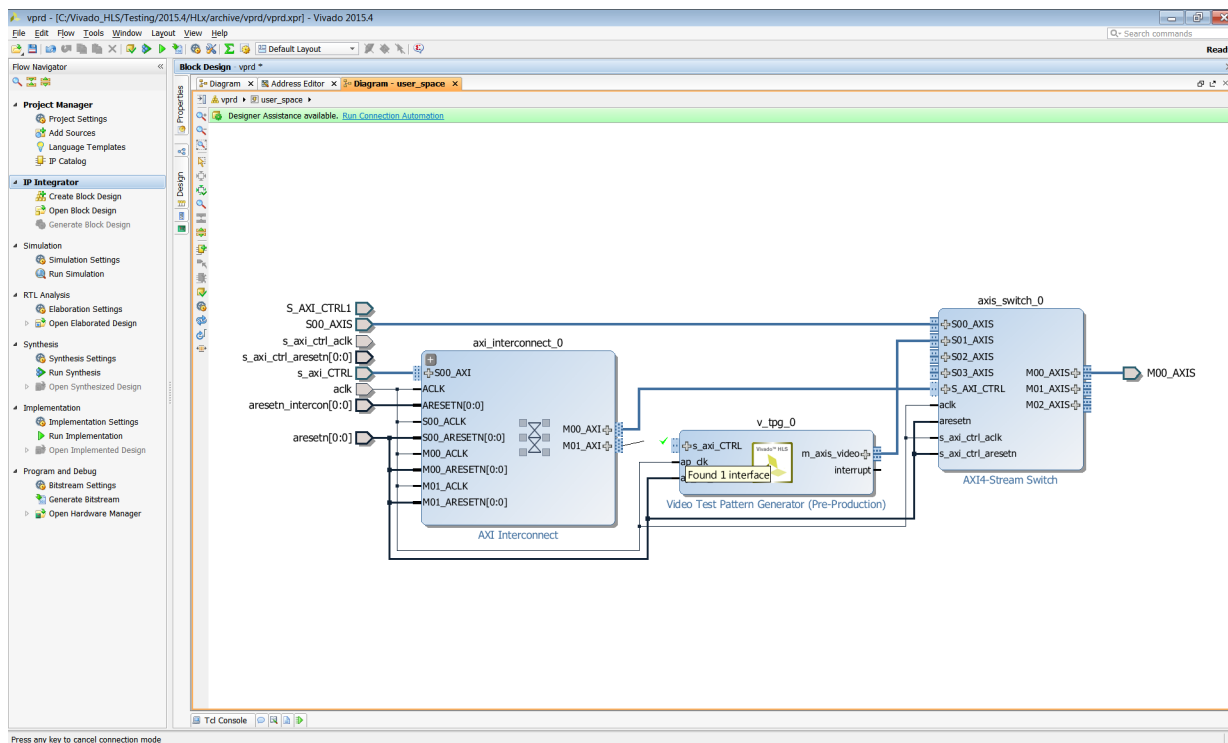 vprd - [C:/Vivado_HLS/Testing/2015.4/HLx/archive/vprd/vprd.xpr] - Vivado 2015.4
File Edit Flow Tools Window Layout View Help
Q- Search commands
Default Layout
Read
Flow Navigator
Block Design - vprd *
Project Manager
Project Settings
Add Sources
Language Templates
IP Catalog
IP Integrator
Create Block Design
Open Block Design
Generate Block Design
Simulation
Simulation Settings
Run Simulation
RTL Analysis
Elaboration Settings
Open Elaborated Design
Synthesis
Synthesis Settings
Run Synthesis
Open Synthesized Design
Implementation
Implementation Settings
Run Implementation
Open Implemented Design
Program and Debug
Bitstream Settings
Generate Bitstream
Open Hardware Manager
Properties
Design
Diagram Address Editor Diagram - user_space
vprd user_space
Designer Assistance available. Run Connection Automation
S_AXI_CTRL1
S00_AXIS
s_axi_ctrl_aclk
s_axi_ctrl_aresetn[0:0]
s_axi_CTRL
aclk
aresetn_intercon[0:0]
aresetn[0:0]
axi_interconnect_0
S00_AXI
ACLK
ARESETN[0:0]
S00_ACLK
S00_ARESETN[0:0]
M00_ACLK
M00_ARESETN[0:0]
M01_ACLK
M01_ARESETN[0:0]
M00_AXI
M01_AXI
AXI Interconnect
v_tpg_0
s_axi_CTRL
ap_clk
a
Found 1 interface
Vivado™ HLS
m_axis_video
interrupt
Video Test Pattern Generator (Pre-Production)
axis_switch_0
S00_AXIS
S01_AXIS
S02_AXIS
S03_AXIS
S_AXI_CTRL
aclk
aresetn
s_axi_ctrl_aclk
s_axi_ctrl_aresetn
M00_AXIS
M01_AXIS
M02_AXIS
AXI4-Stream Switch
M00_AXIS
Tcl Console
Press any key to cancel connection mode